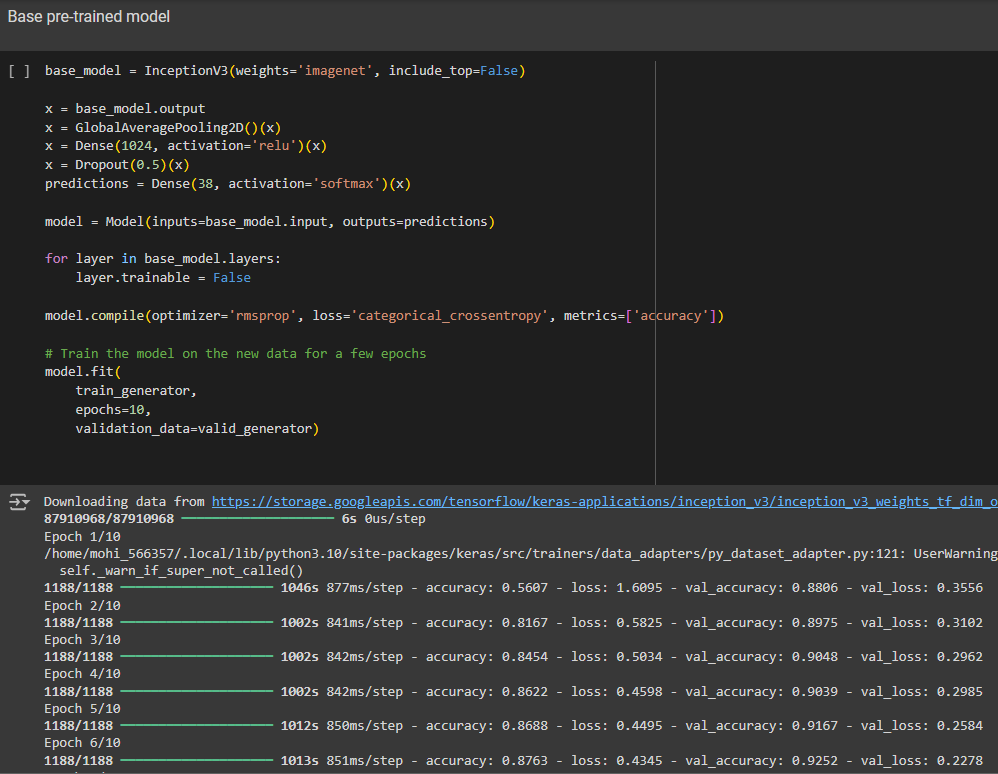 Base pre-trained model
[ ] base_model = InceptionV3(weights='imagenet', include_top=False)
x = base_model.output
x = GlobalAveragePooling2D()(x)
x = Dense(1024, activation='relu')(x)
x = Dropout(0.5)(x)
predictions = Dense(38, activation='softmax')(x)
model = Model(inputs=base_model.input, outputs=predictions)
for layer in base_model.layers:
    layer.trainable = False
model.compile(optimizer='rmsprop', loss='categorical_crossentropy', metrics=['accuracy'])
# Train the model on the new data for a few epochs
model.fit(
    train_generator,
    epochs=10,
    validation_data=valid_generator)
Downloading data from https://storage.googleapis.com/tensorflow/keras-applications/inception_v3/inception_v3_weights_tf_dim_o
87910968/87910968 6s 0us/step
Epoch 1/10
/home/mohi_566357/.local/lib/python3.10/site-packages/keras/src/trainers/data_adapters/py_dataset_adapter.py:121: UserWarning
  self._warn_if_super_not_called()
1188/1188 1046s 877ms/step - accuracy: 0.5607 - loss: 1.6095 - val_accuracy: 0.8806 - val_loss: 0.3556
Epoch 2/10
1188/1188 1002s 841ms/step - accuracy: 0.8167 - loss: 0.5825 - val_accuracy: 0.8975 - val_loss: 0.3102
Epoch 3/10
1188/1188 1002s 842ms/step - accuracy: 0.8454 - loss: 0.5034 - val_accuracy: 0.9048 - val_loss: 0.2962
Epoch 4/10
1188/1188 1002s 842ms/step - accuracy: 0.8622 - loss: 0.4598 - val_accuracy: 0.9039 - val_loss: 0.2985
Epoch 5/10
1188/1188 1012s 850ms/step - accuracy: 0.8688 - loss: 0.4495 - val_accuracy: 0.9167 - val_loss: 0.2584
Epoch 6/10
1188/1188 1013s 851ms/step - accuracy: 0.8763 - loss: 0.4345 - val_accuracy: 0.9252 - val_loss: 0.2278